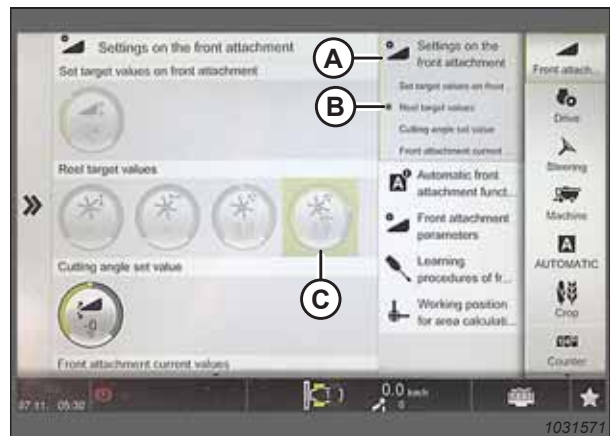 Settings on the front attachment
Set target values on front attachment
Reel target values
Cutting angle set value
-0
Front attachment current values
A
Settings on the
front attachment
Set target values on front ...
B
Reel target values
Cutting angle set value
Front attachment current ...
Automatic front
attachment funct...
Front attachment
parameters
Learning
procedures of fr...
Working position
for area calculati...
C
Front attach...
Drive
Steering
Machine
AUTOMATIC
Crop
Counter
07.11. 05:30
0.0 km/h
0
1031571